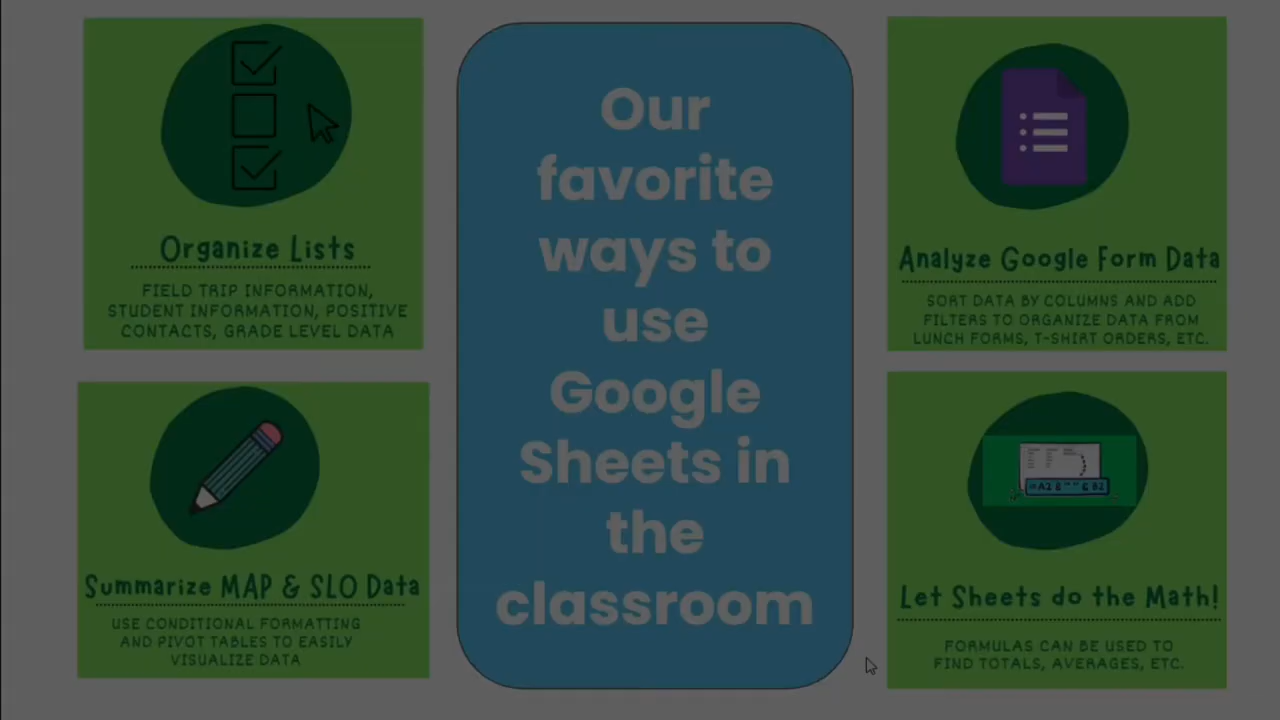 Organize Lists
FIELD TRIP INFORMATION,
STUDENT INFORMATION, POSITIVE
CONTACTS, GRADE LEVEL DATA
Summarize MAP & SLO Data
USE CONDITIONAL FORMATTING
AND PIVOT TABLES TO EASILY
VISUALIZE DATA
Our
favorite
ways to
use
Google
Sheets in
the
classroom
Analyze Google Form Data
SORT DATA BY COLUMNS AND ADD
FILTERS TO ORGANIZE DATA FROM
LUNCH FORMS, T-SHIRT ORDERS, ETC.
Let Sheets do the Math!
FORMULAS CAN BE USED TO
FIND TOTALS, AVERAGES, ETC.